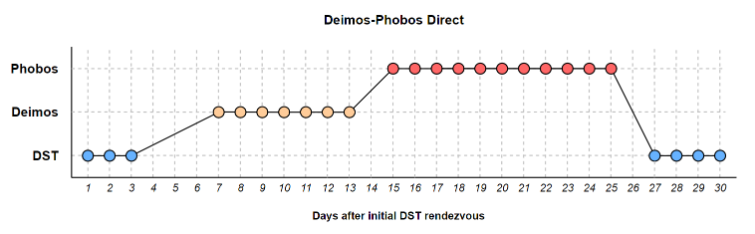 Deimos-Phobos Direct
Phobos
Deimos
DST
1 2 3 4 5 6 7 8 9 10 11 12 13 14 15 16 17 18 19 20 21 22 23 24 25 26 27 28 29 30
Days after initial DST rendezvous